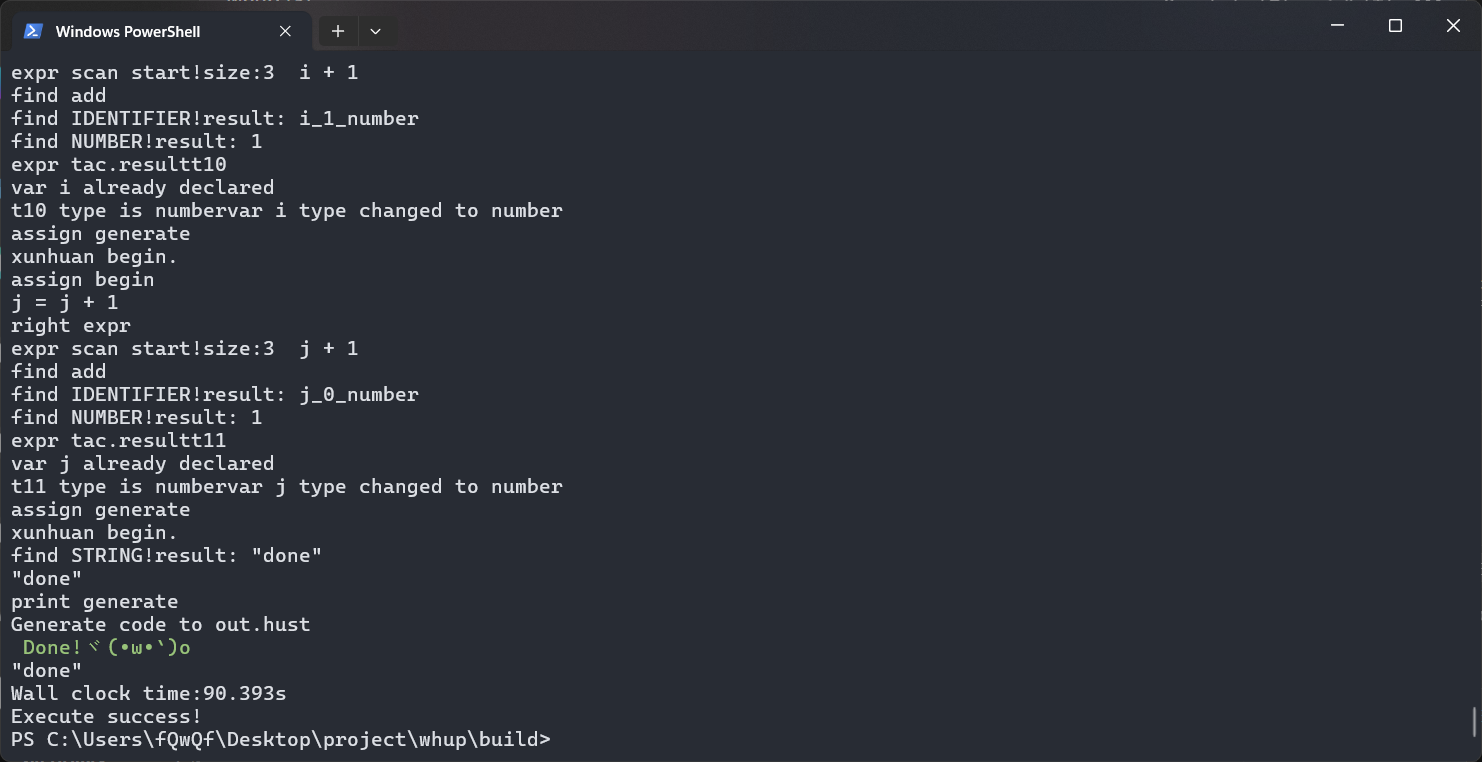 Windows PowerShell
expr scan start!size:3  i + 1
find add
find IDENTIFIER!result: i_1_number
find NUMBER!result: 1
expr tac.resultt10
var i already declared
t10 type is numbervar i type changed to number
assign generate
xunhuan begin.
assign begin
j = j + 1
right expr
expr scan start!size:3  j + 1
find add
find IDENTIFIER!result: j_0_number
find NUMBER!result: 1
expr tac.resultt11
var j already declared
t11 type is numbervar j type changed to number
assign generate
xunhuan begin.
find STRING!result: "done"
"done"
print generate
Generate code to out.hust
 Done!ヾ(•ω•`)o
"done"
Wall clock time:90.393s
Execute success!
PS C:\Users\fQwQf\Desktop\project\whup\build>